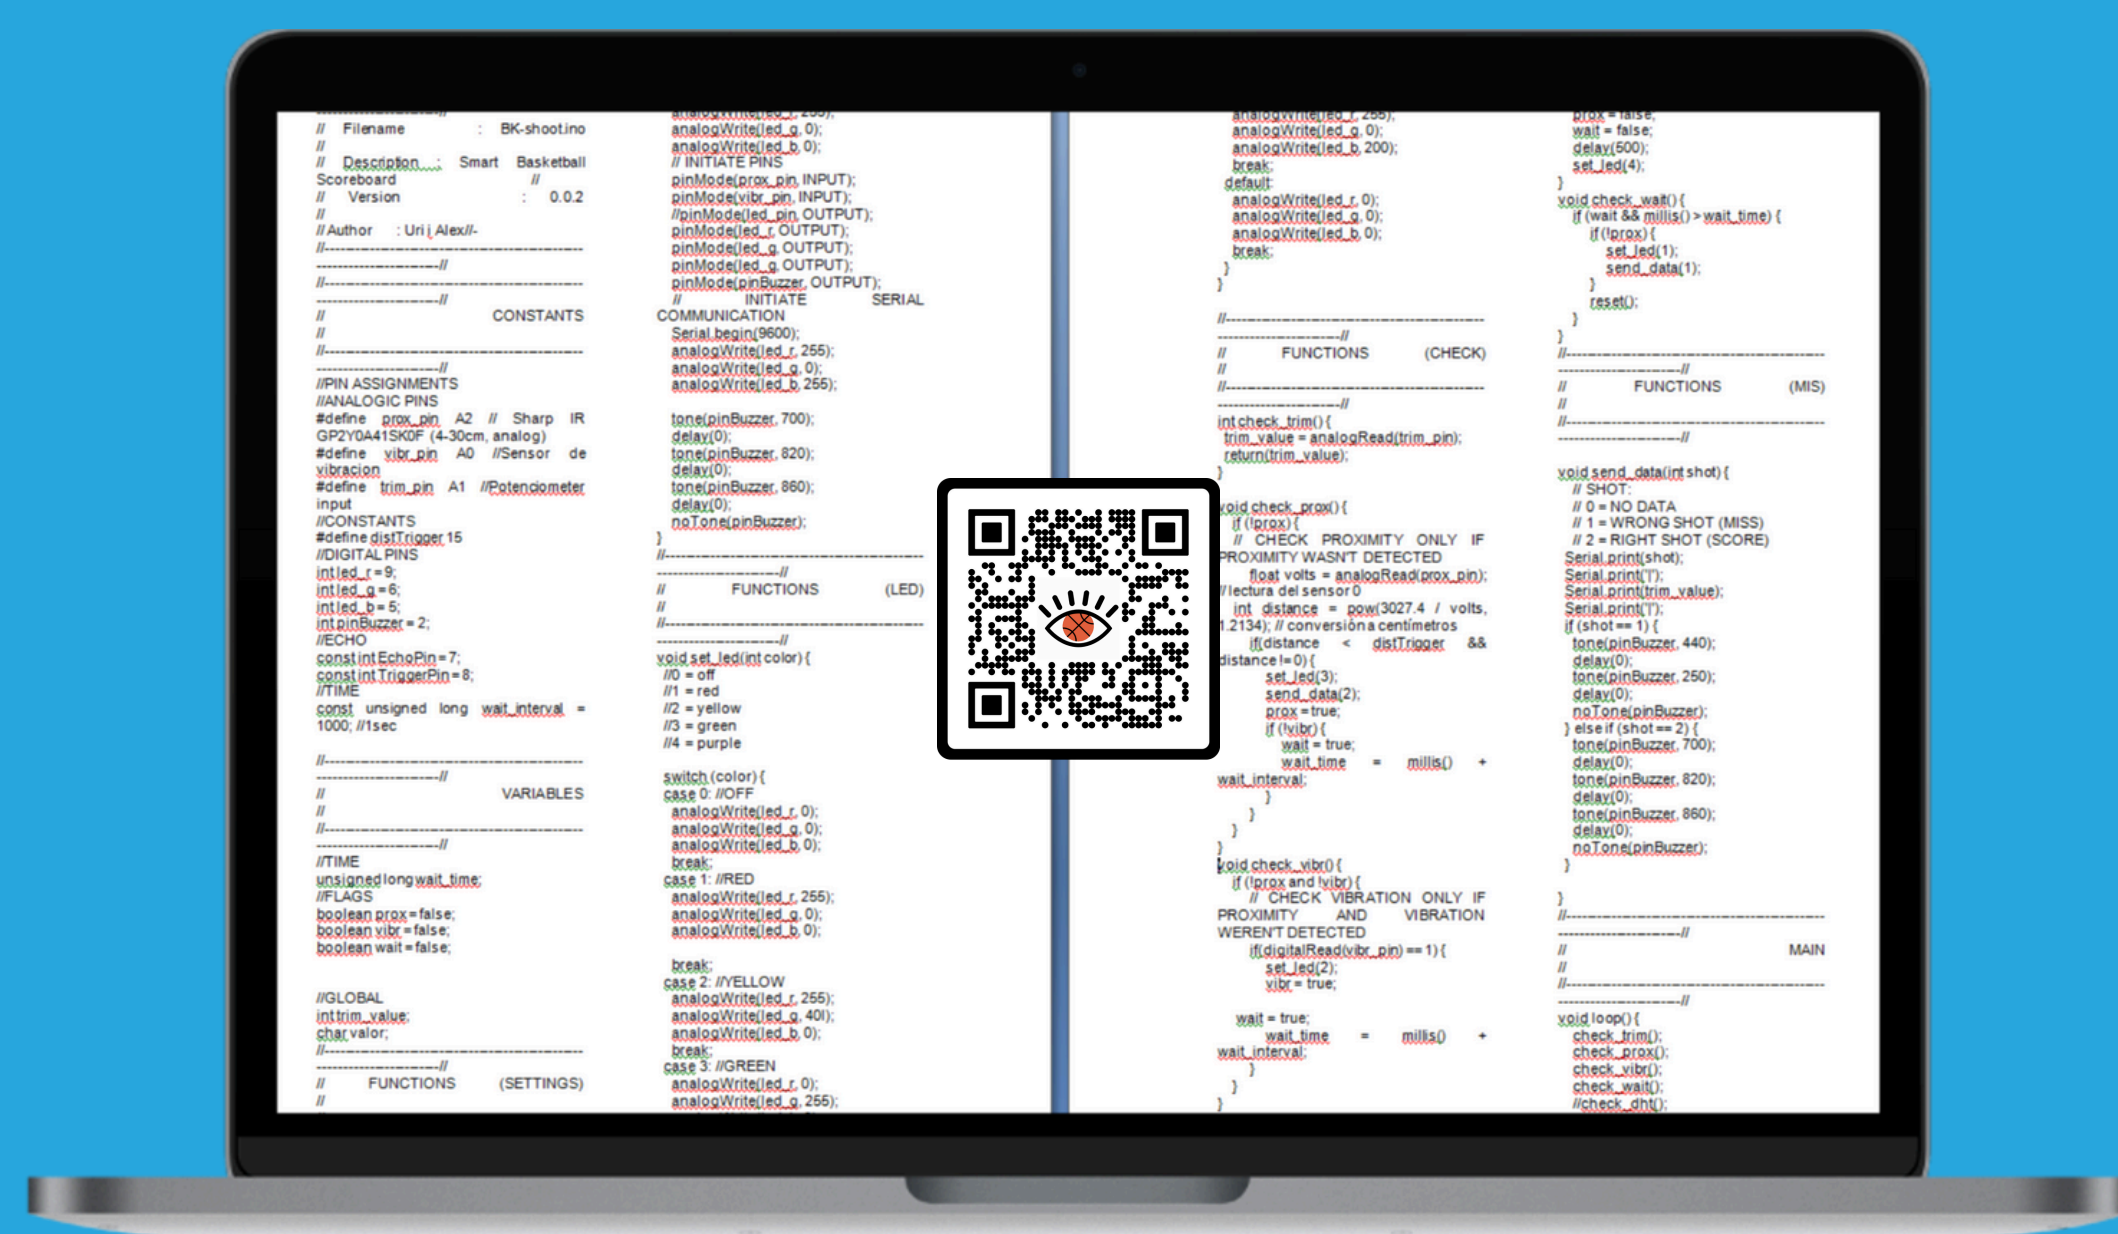 ---------------------------------------------//
// Filename : BK-shoot.ino
//
// Description : Smart Basketball
Scoreboard //
// Version : 0.0.2
//
//Author : Uri i Alex//-
//---------------------------------------------
----------------------//
//---------------------------------------------
----------------------//
// CONSTANTS
//
//---------------------------------------------
----------------------//
//PIN ASSIGNMENTS
//ANALOGIC PINS
#define prox_pin A2 // Sharp IR
GP2Y0A41SK0F (4-30cm, analog)
#define vibr_pin A0 //Sensor de
vibracion
#define trim_pin A1 //Potenciometer
input
//CONSTANTS
#define distTrigger 15
//DIGITAL PINS
int led_r = 9;
int led_g = 6;
int led_b = 5;
int pinBuzzer = 2;
//ECHO
const int EchoPin = 7;
const int TriggerPin = 8;
//TIME
const unsigned long wait_interval =
1000; //1sec
//---------------------------------------------
----------------------//
// VARIABLES
//
//---------------------------------------------
----------------------//
//TIME
unsigned long wait_time;
//FLAGS
boolean prox = false;
boolean vibr = false;
boolean wait = false;
//GLOBAL
int trim_value;
char valor;
//---------------------------------------------
----------------------//
// FUNCTIONS (SETTINGS)
//
analogWrite(led_r, 255);
analogWrite(led_g, 0);
analogWrite(led_b, 0);
// INITIATE PINS
pinMode(prox_pin, INPUT);
pinMode(vibr_pin, INPUT);
//pinMode(led_pin, OUTPUT);
pinMode(led_r, OUTPUT);
pinMode(led_g, OUTPUT);
pinMode(led_g, OUTPUT);
pinMode(pinBuzzer, OUTPUT);
// INITIATE SERIAL
COMMUNICATION
Serial.begin(9600);
analogWrite(led_r, 255);
analogWrite(led_g, 0);
analogWrite(led_b, 255);
tone(pinBuzzer, 700);
delay(0);
tone(pinBuzzer, 820);
delay(0);
tone(pinBuzzer, 860);
delay(0);
noTone(pinBuzzer);
}
//---------------------------------------------
----------------------//
// FUNCTIONS (LED)
//
//---------------------------------------------
----------------------//
void set_led(int color) {
//0 = off
//1 = red
//2 = yellow
//3 = green
//4 = purple
switch (color) {
case 0: //OFF
analogWrite(led_r, 0);
analogWrite(led_g, 0);
analogWrite(led_b, 0);
break;
case 1: //RED
analogWrite(led_r, 255);
analogWrite(led_g, 0);
analogWrite(led_b, 0);
break;
case 2: //YELLOW
analogWrite(led_r, 255);
analogWrite(led_g, 40l);
analogWrite(led_b, 0);
break;
case 3: //GREEN
analogWrite(led_r, 0);
analogWrite(led_g, 255);
analogWrite(led_r, 255);
analogWrite(led_g, 0);
analogWrite(led_b, 200);
break;
default:
analogWrite(led_r, 0);
analogWrite(led_g, 0);
analogWrite(led_b, 0);
break;
}
}
//---------------------------------------------
----------------------//
// FUNCTIONS (CHECK)
//
//---------------------------------------------
----------------------//
int check_trim() {
trim_value = analogRead(trim_pin);
return(trim_value);
}
void check_prox() {
if (!prox) {
// CHECK PROXIMITY ONLY IF
PROXIMITY WASN'T DETECTED
float volts = analogRead(prox_pin);
//lectura del sensor 0
int distance = pow(3027.4 / volts,
1.2134); // conversión a centímetros
if(distance < distTrigger &&
distance != 0) {
set_led(3);
send_data(2);
prox = true;
if (!vibr) {
wait = true;
wait_time = millis() +
wait_interval;
}
}
}
}
void check_vibr() {
if (!prox and !vibr) {
// CHECK VIBRATION ONLY IF
PROXIMITY AND VIBRATION
WEREN'T DETECTED
if(digitalRead(vibr_pin) == 1) {
set_led(2);
vibr = true;
wait = true;
wait_time = millis() +
wait_interval;
}
}
}
prox = false;
wait = false;
delay(500);
set_led(4);
}
void check_wait() {
if (wait && millis() > wait_time) {
if (!prox) {
set_led(1);
send_data(1);
}
reset();
}
}
//---------------------------------------------
----------------------//
// FUNCTIONS (MIS)
//
//---------------------------------------------
----------------------//
void send_data(int shot) {
// SHOT:
// 0 = NO DATA
// 1 = WRONG SHOT (MISS)
// 2 = RIGHT SHOT (SCORE)
Serial.print(shot);
Serial.print("|");
Serial.print(trim_value);
Serial.print("|");
if (shot == 1) {
tone(pinBuzzer, 440);
delay(0);
tone(pinBuzzer, 250);
delay(0);
noTone(pinBuzzer);
} else if (shot == 2) {
tone(pinBuzzer, 700);
delay(0);
tone(pinBuzzer, 820);
delay(0);
tone(pinBuzzer, 860);
delay(0);
noTone(pinBuzzer);
}
}
//---------------------------------------------
----------------------//
// MAIN
//
//---------------------------------------------
----------------------//
void loop() {
check_trim();
check_prox();
check_vibr();
check_wait();
//check_dht();